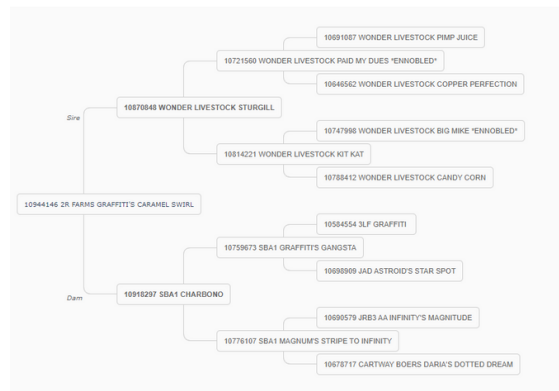 10691087 WONDER LIVESTOCK PIMP JUICE
10721560 WONDER LIVESTOCK PAID MY DUES *ENNOBLED*
10646562 WONDER LIVESTOCK COPPER PERFECTION
10870848 WONDER LIVESTOCK STURGILL
Sire
10747998 WONDER LIVESTOCK BIG MIKE *ENNOBLED*
10814221 WONDER LIVESTOCK KIT KAT
10788412 WONDER LIVESTOCK CANDY CORN
10944146 2R FARMS GRAFFITI'S CARAMEL SWIRL
10584554 3LF GRAFFITI
10759673 SBA1 GRAFFITI'S GANGSTA
10698909 JAD ASTROID'S STAR SPOT
Dam
10918297 SBA1 CHARBONO
10690579 JRB3 AA INFINITY'S MAGNITUDE
10776107 SBA1 MAGNUM'S STRIPE TO INFINITY
10678717 CARTWAY BOERS DARIA'S DOTTED DREAM